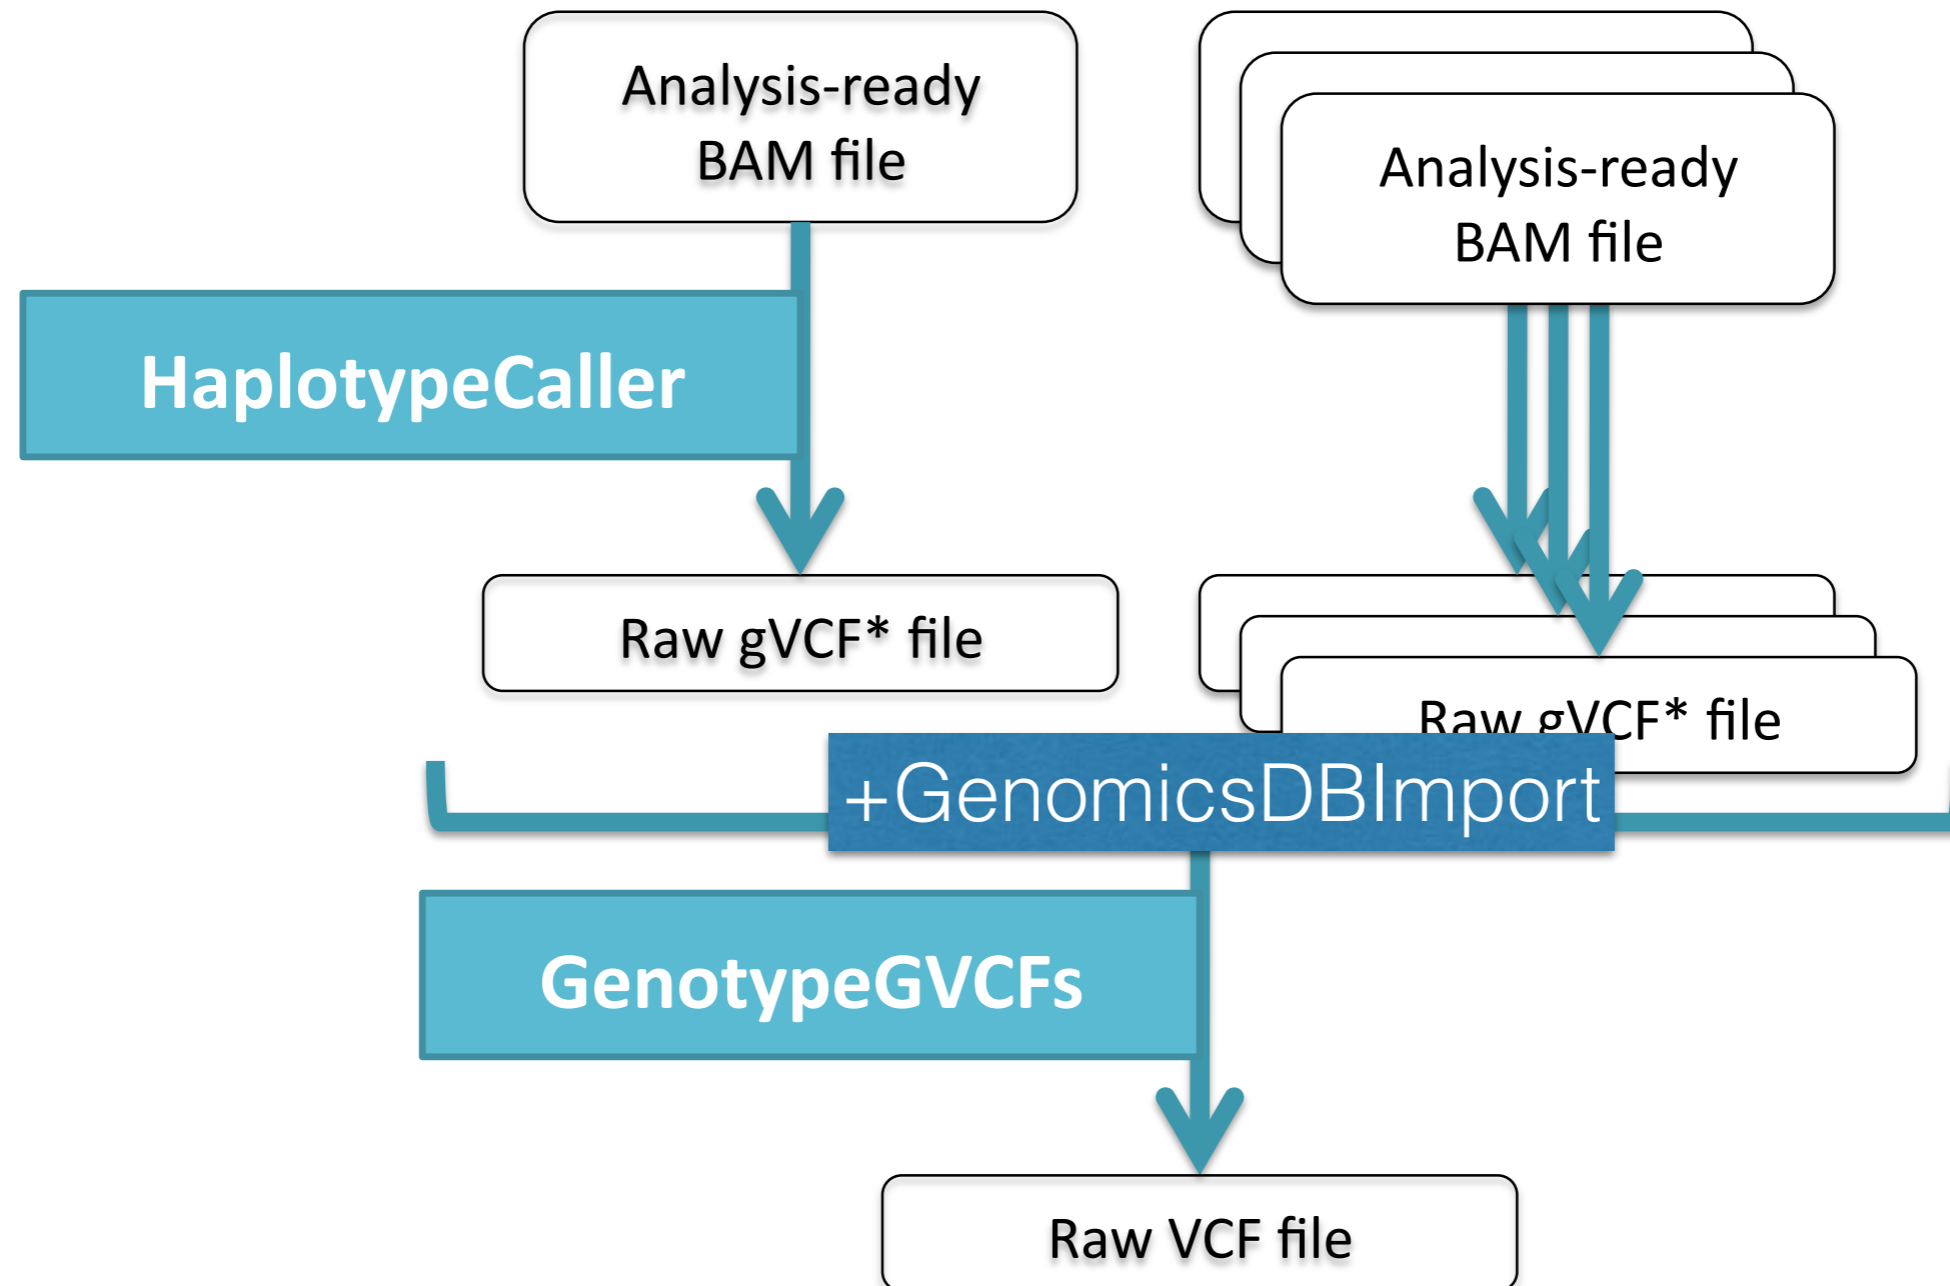 Analysis-ready
BAM file
Analysis-ready
BAM file
HaplotypeCaller
Raw gVCF* file
Raw gVCF* file
+GenomicsDBImport
GenotypeGVCFs
Raw VCF file